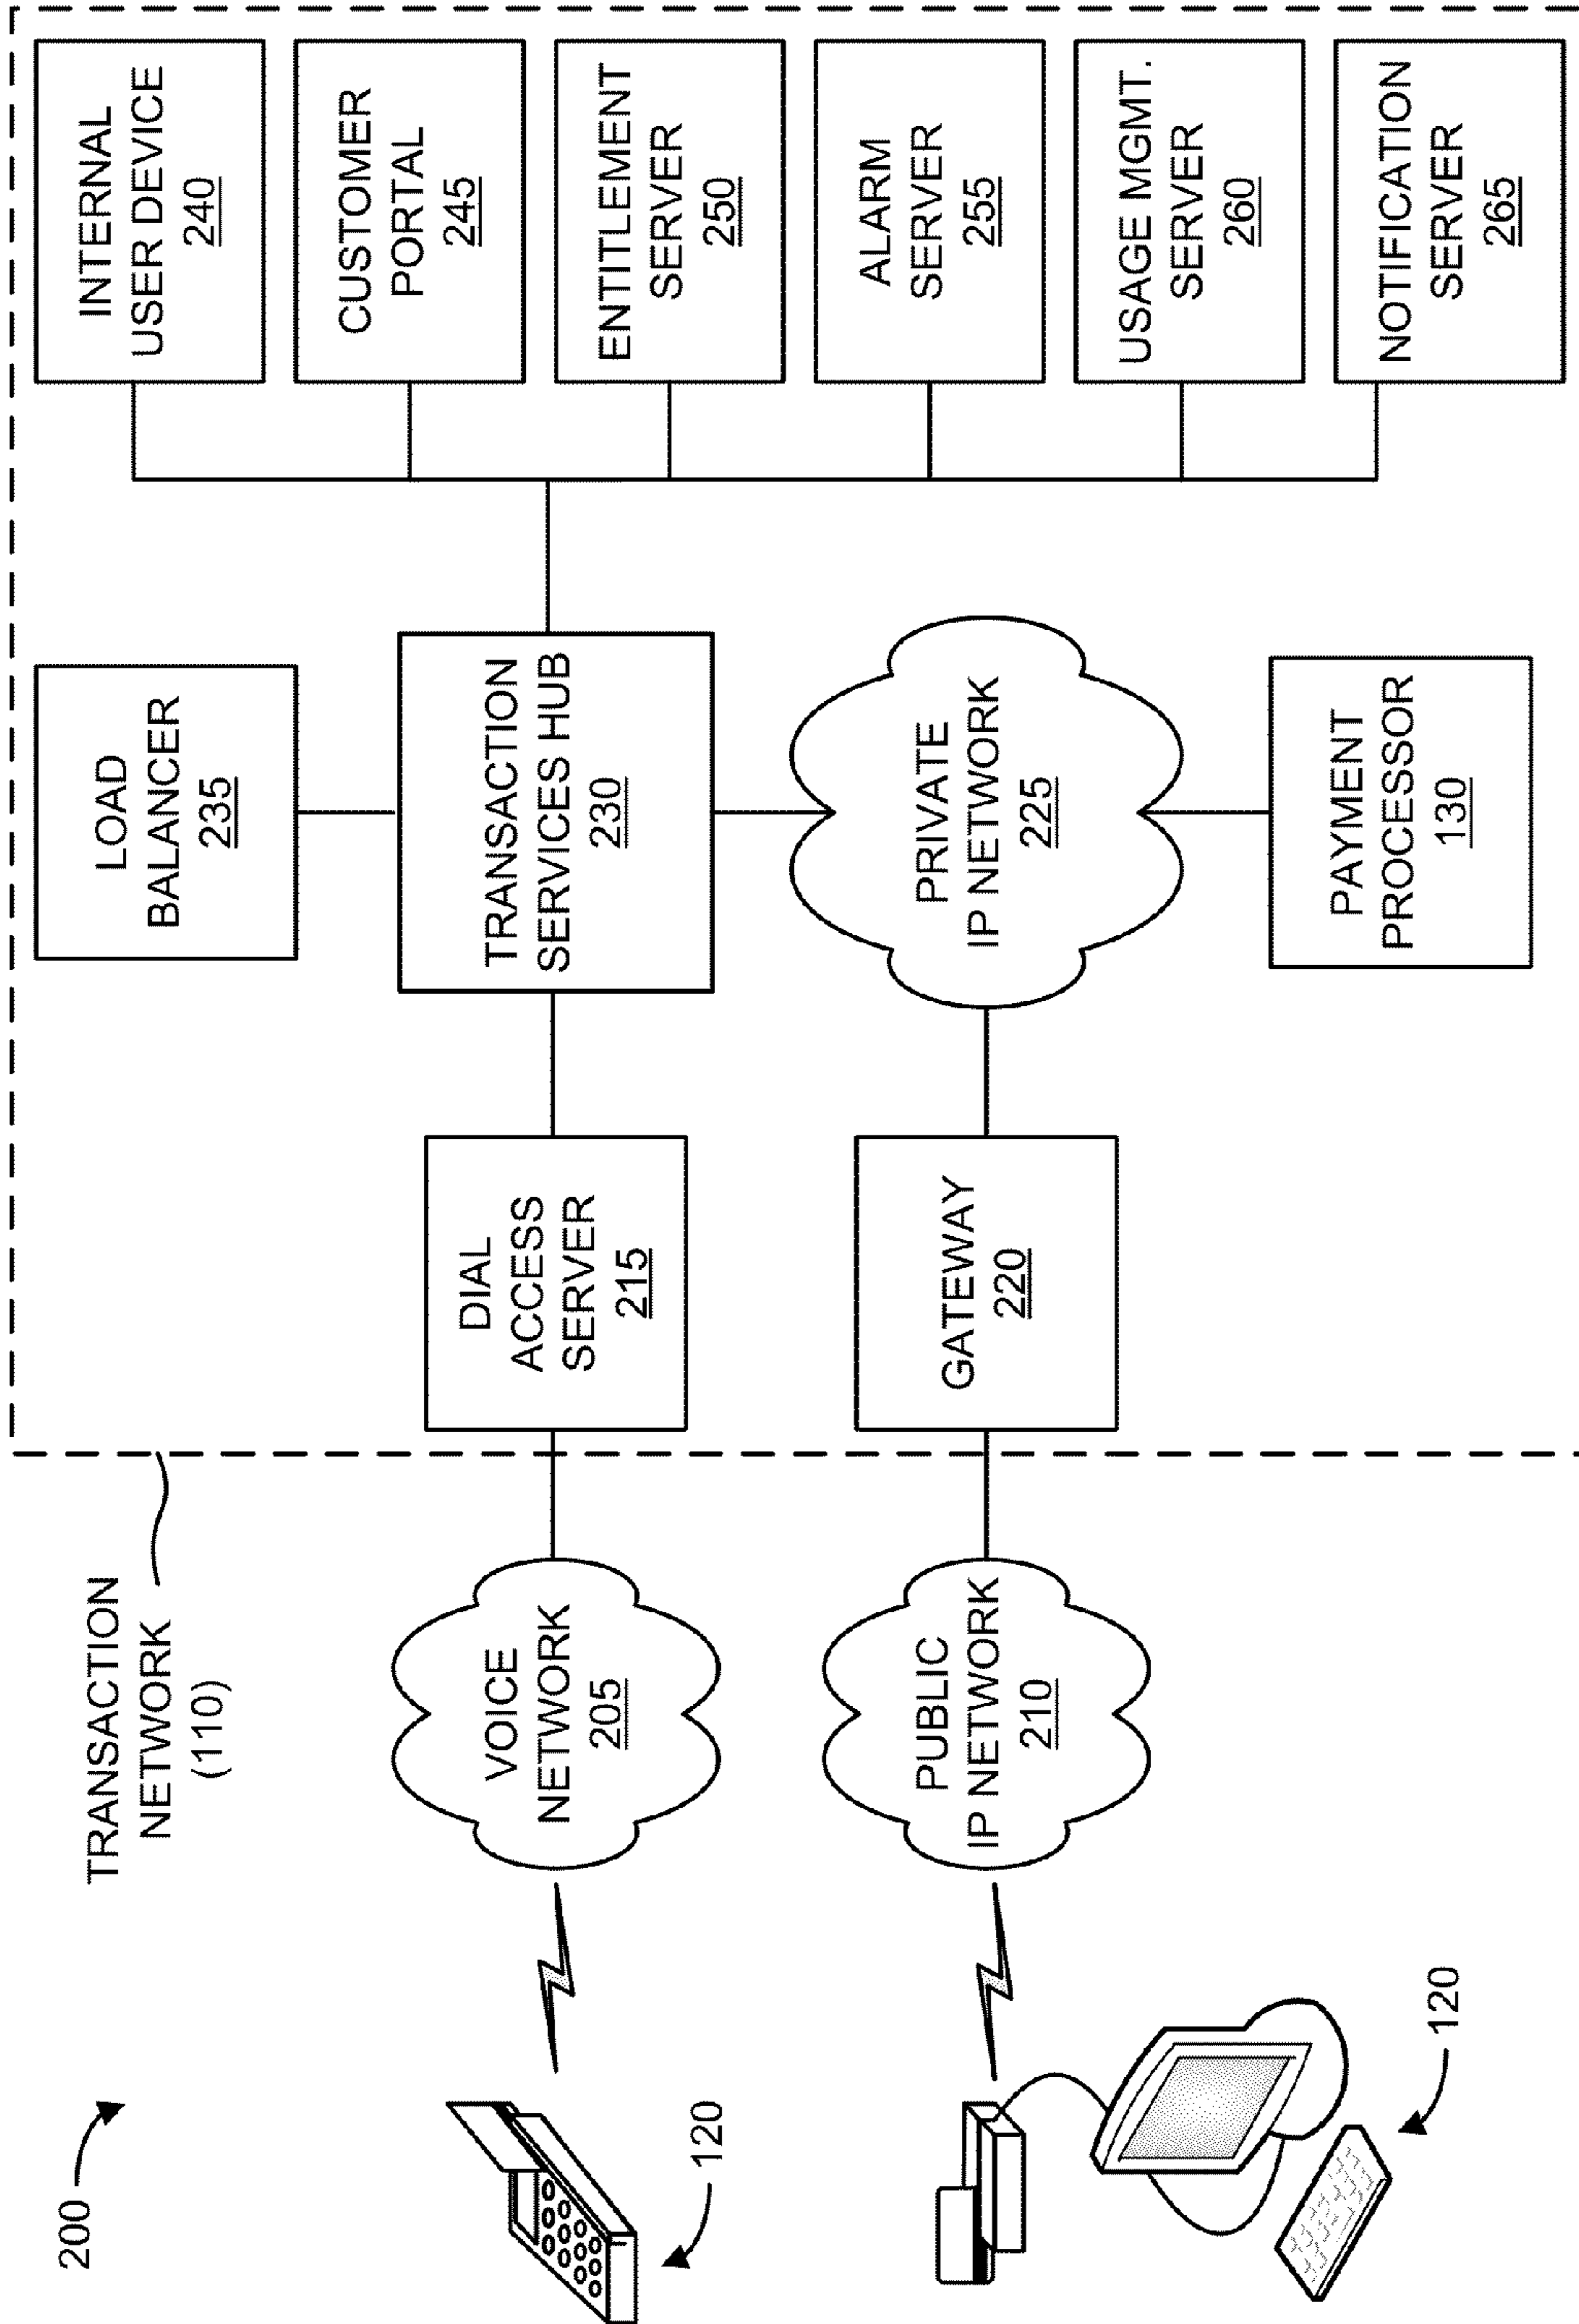 200
TRANSACTION
NETWORK
(110)
120
VOICE
NETWORK
205
DIAL
ACCESS
SERVER
215
LOAD
BALANCER
235
TRANSACTION
SERVICES HUB
230
INTERNAL
USER DEVICE
240
CUSTOMER
PORTAL
245
ENTITLEMENT
SERVER
250
ALARM
SERVER
255
USAGE MGMT.
SERVER
260
NOTIFICATION
SERVER
265
120
PUBLIC
IP NETWORK
210
GATEWAY
220
PRIVATE
IP NETWORK
225
PAYMENT
PROCESSOR
130